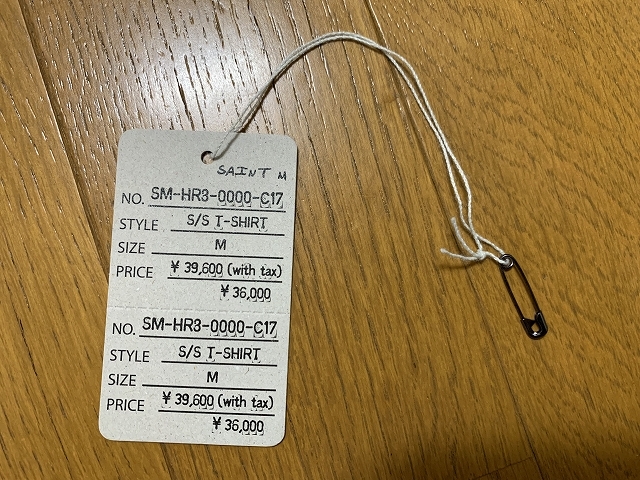 SAINT M
NO. SM-HR3-0000-C17
STYLE S/S T-SHIRT
SIZE M
PRICE ¥ 39,600 (with tax)
¥ 36,000
NO. SM-HR3-0000-C17
STYLE S/S T-SHIRT
SIZE M
PRICE ¥ 39,600 (with tax)
¥ 36,000